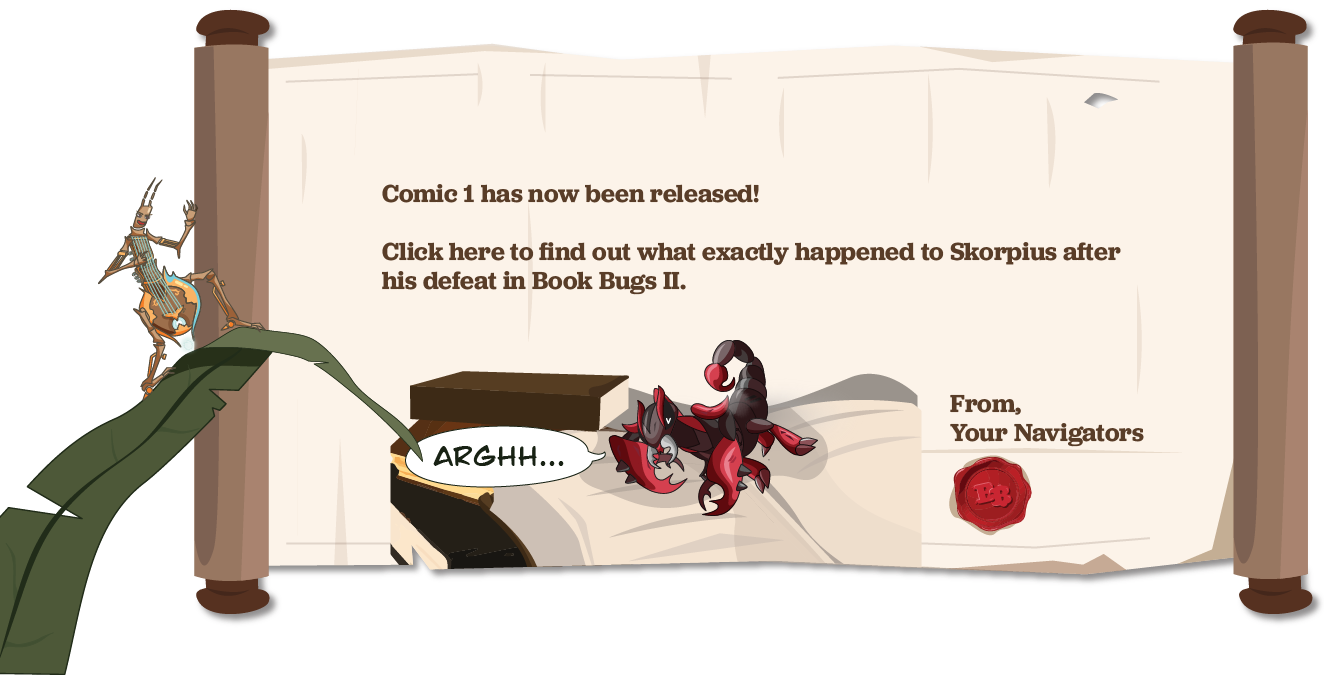 Comic 1 has now been released!
Click here to find out what exactly happened to Skorpius after
his defeat in Book Bugs II.
ARGHH...
From,
Your Navigators
BB